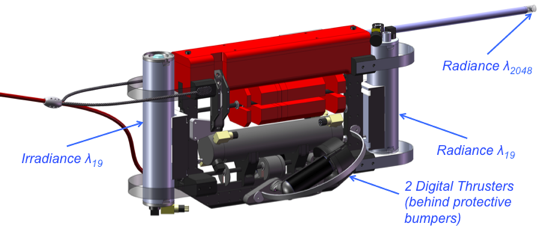 Radiance λ2048
Irradiance λ19
Radiance λ19
2 Digital Thrusters
(behind protective
bumpers)